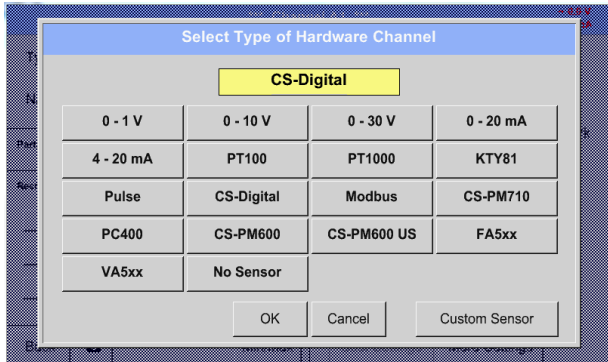 Select Type of Hardware Channel
CS-Digital
0 - 1 V 0 - 10 V 0 - 30 V 0 - 20 mA
4 - 20 mA PT100 PT1000 KTY81
Pulse CS-Digital Modbus CS-PM710
PC400 CS-PM600 CS-PM600 US FA5xx
VA5xx No Sensor
OK Cancel Custom Sensor
Back